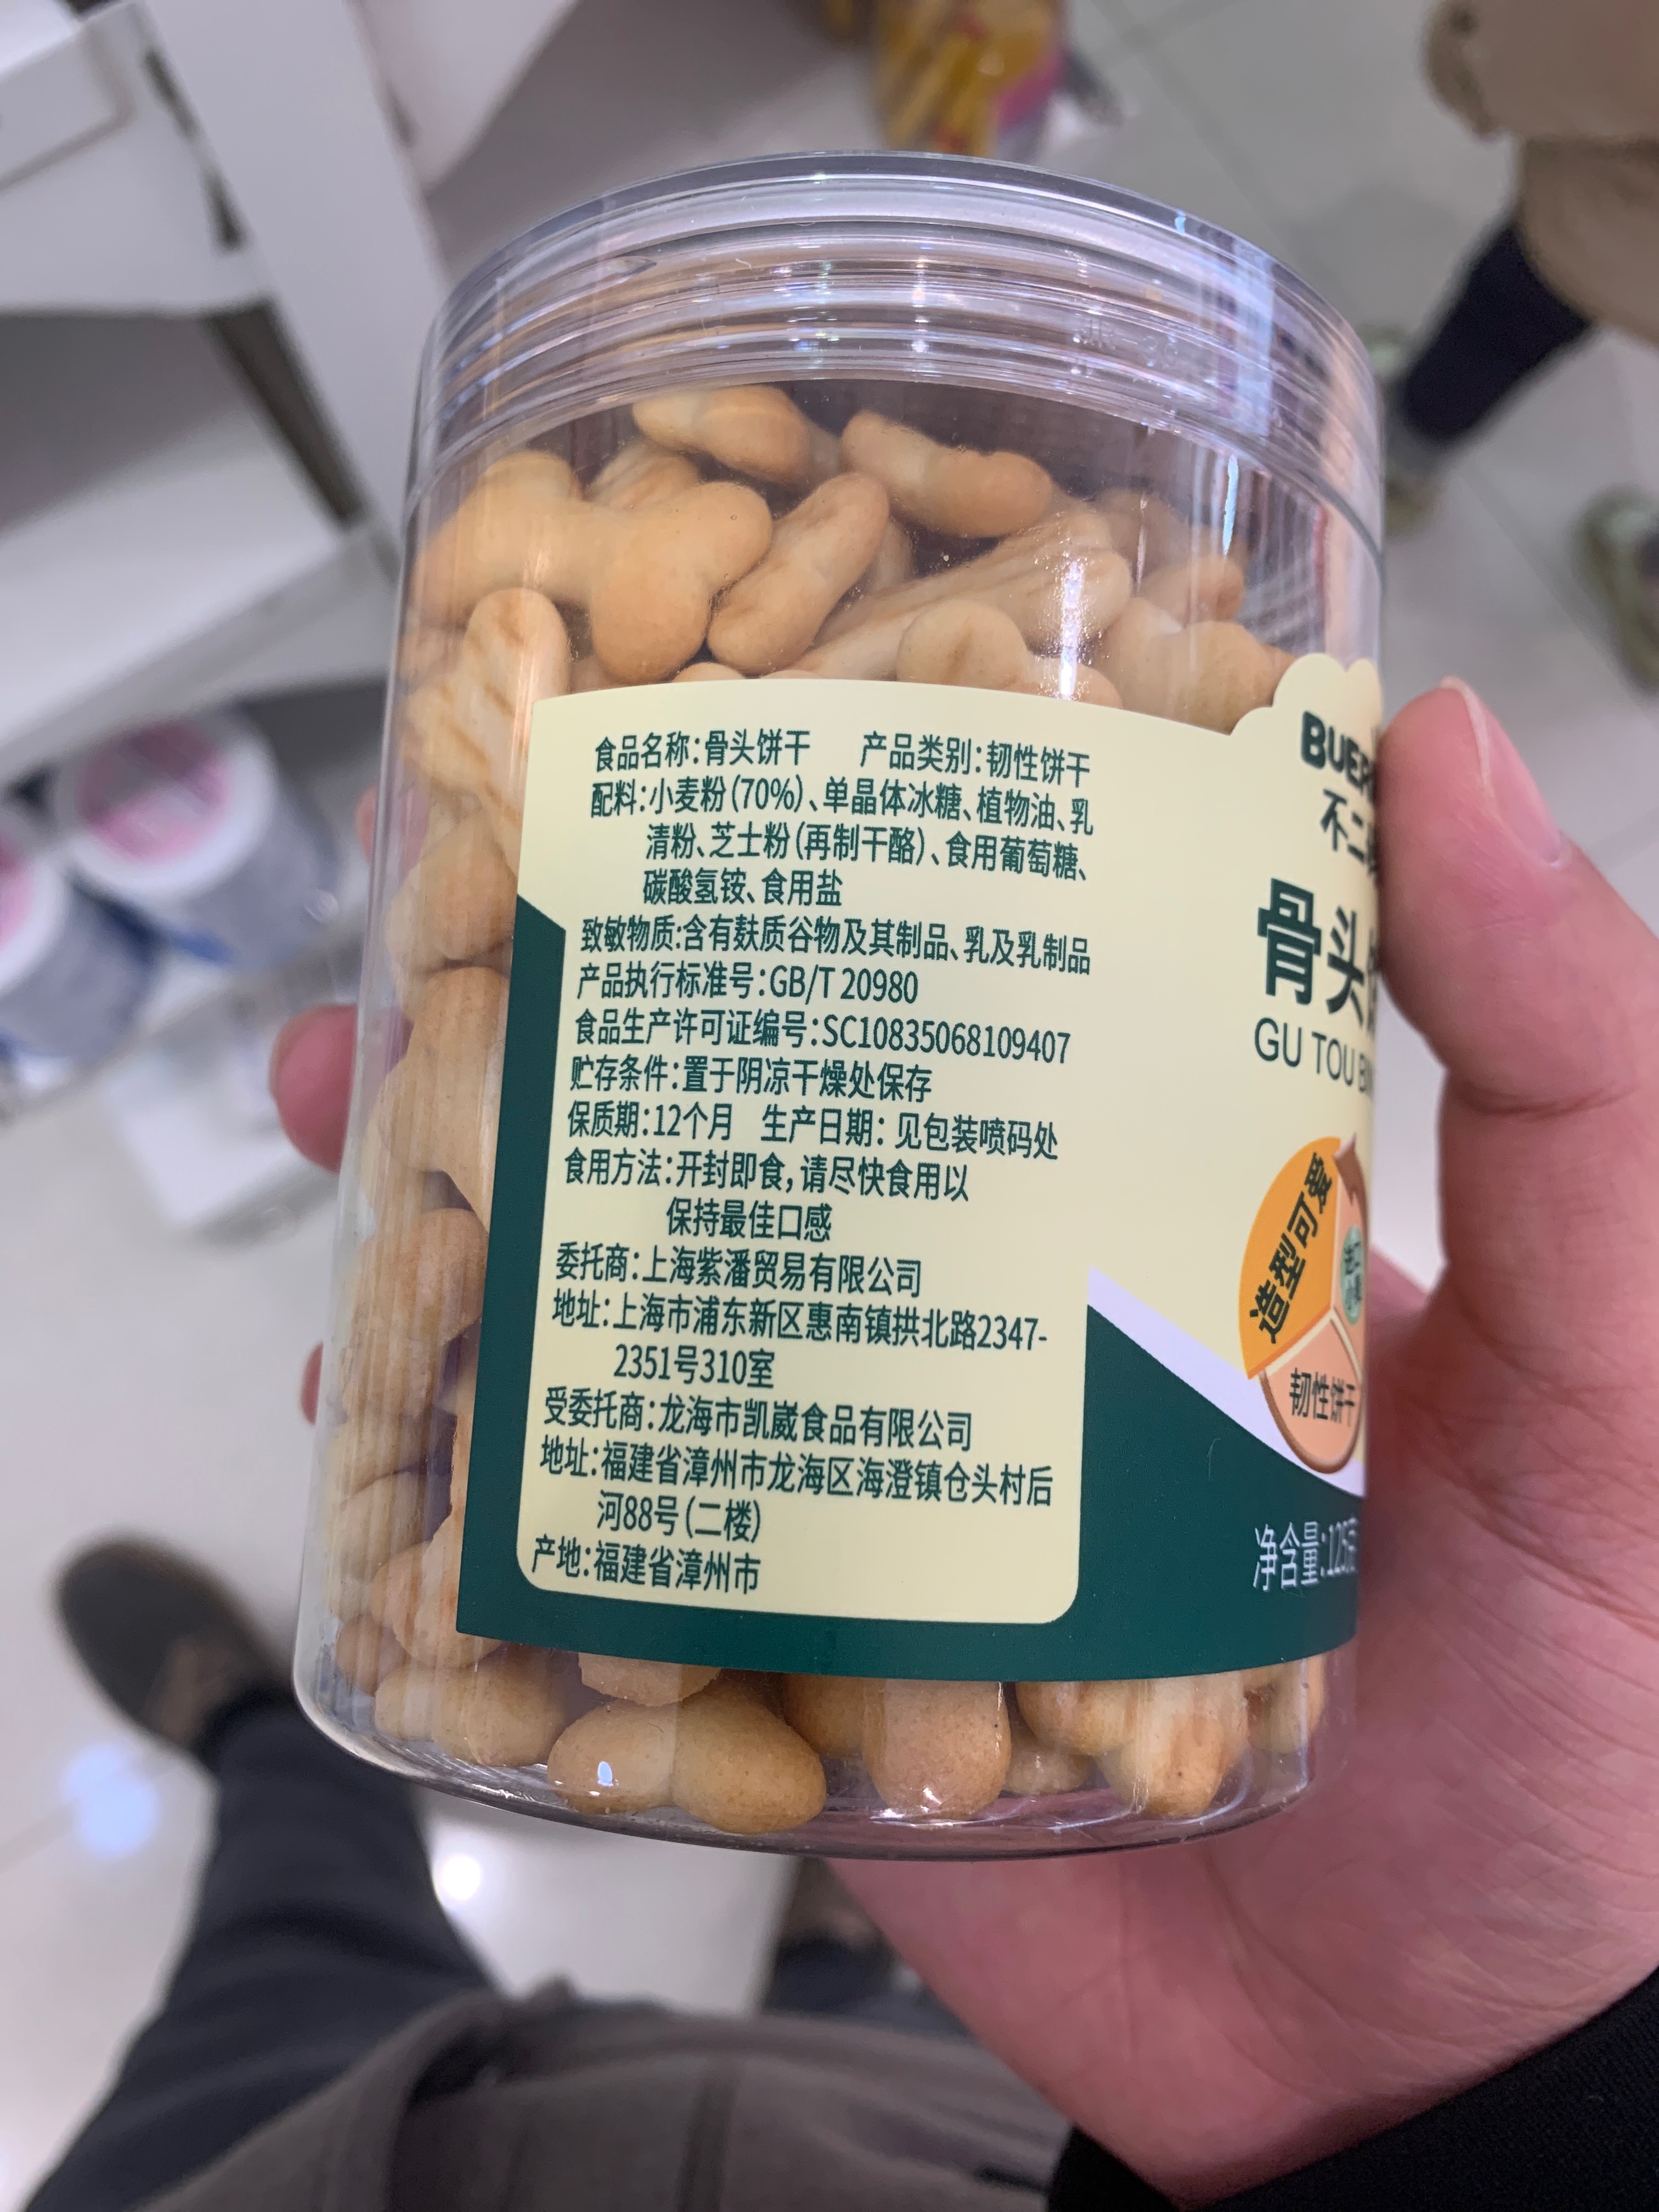 食品名称:骨头饼干 产品类别:韧性饼干
配料:小麦粉(70%)、单晶体冰糖、植物油、乳
清粉、芝士粉(再制干酪)、食用葡萄糖、
碳酸氢铵、食用盐
致敏物质:含有麸质谷物及其制品、乳及乳制品
产品执行标准号:GB/T 20980
食品生产许可证编号:SC10835068109407
贮存条件:置于阴凉干燥处保存
保质期:12个月 生产日期:见包装喷码处
食用方法:开封即食,请尽快食用以
保持最佳口感
委托商:上海紫潘贸易有限公司
地址:上海市浦东新区惠南镇拱北路2347-
2351号310室
受委托商:龙海市凯崴食品有限公司
地址:福建省漳州市龙海区海澄镇仓头村后
河88号(二楼)
产地:福建省漳州市
不二
骨头
GU TOU
造型可爱
韧性饼干
净含量: